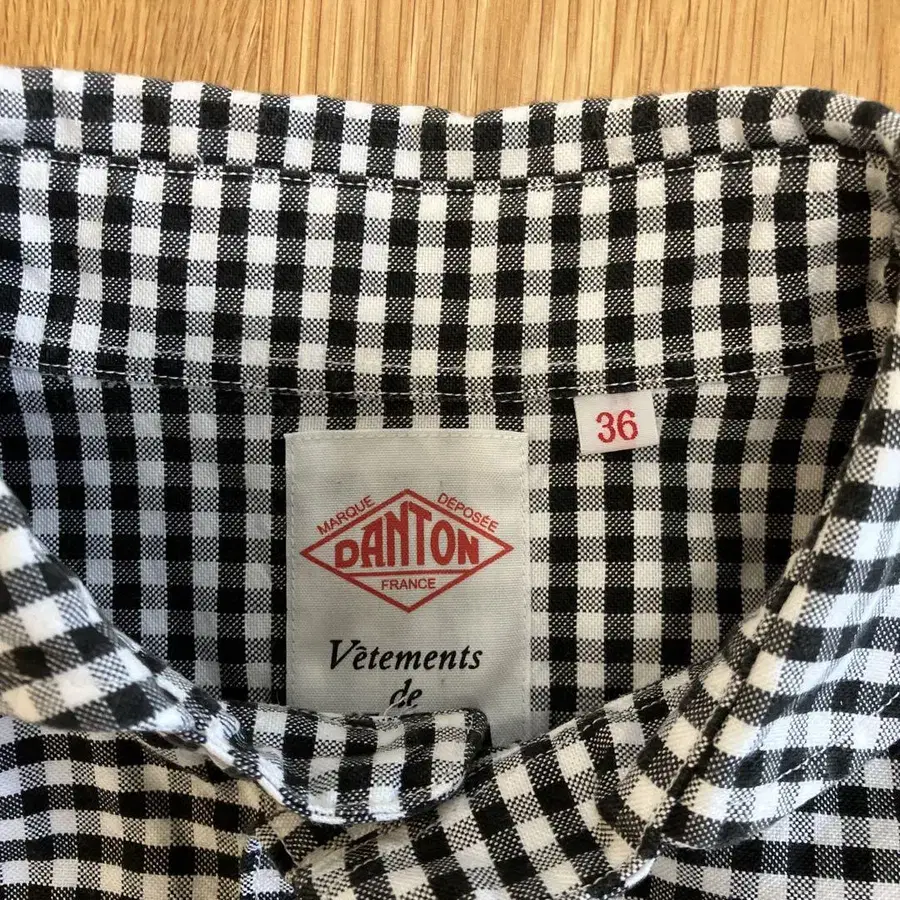 36
MARQUE DÉPOSÉE
DANTON
FRANCE
Vêtements
de